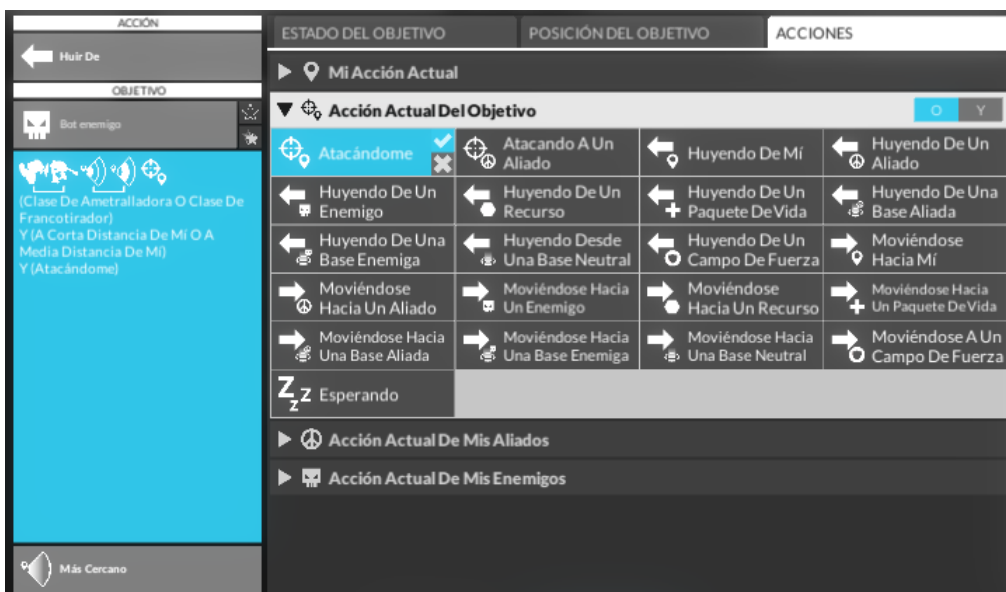 ACCIÓN
Huir De
OBJETIVO
Bot enemigo
(Clase De Ametralladora O Clase De
Francotirador)
Y (A Corta Distancia De Mí O A
Media Distancia De Mí)
Y (Atacándome)
Más Cercano
ESTADO DEL OBJETIVO
POSICIÓN DEL OBJETIVO
ACCIONES
Mi Acción Actual
Acción Actual Del Objetivo
O Y
Atacándome
Atacando A Un
Aliado
Huyendo De Mí
Huyendo De Un
Aliado
Huyendo De Un
Enemigo
Huyendo De Un
Recurso
Huyendo De Un
Paquete De Vida
Huyendo De Una
Base Aliada
Huyendo De Una
Base Enemiga
Huyendo Desde
Una Base Neutral
Huyendo De Un
Campo De Fuerza
Moviéndose
Hacia Mí
Moviéndose
Hacia Un Aliado
Moviéndose Hacia
Un Enemigo
Moviéndose
Hacia Un Recurso
Moviéndose Hacia
Un Paquete De Vida
Moviéndose Hacia
Una Base Aliada
Moviéndose Hacia
Una Base Enemiga
Moviéndose Hacia
Una Base Neutral
Moviéndose A Un
Campo De Fuerza
Zzz Esperando
Acción Actual De Mis Aliados
Acción Actual De Mis Enemigos